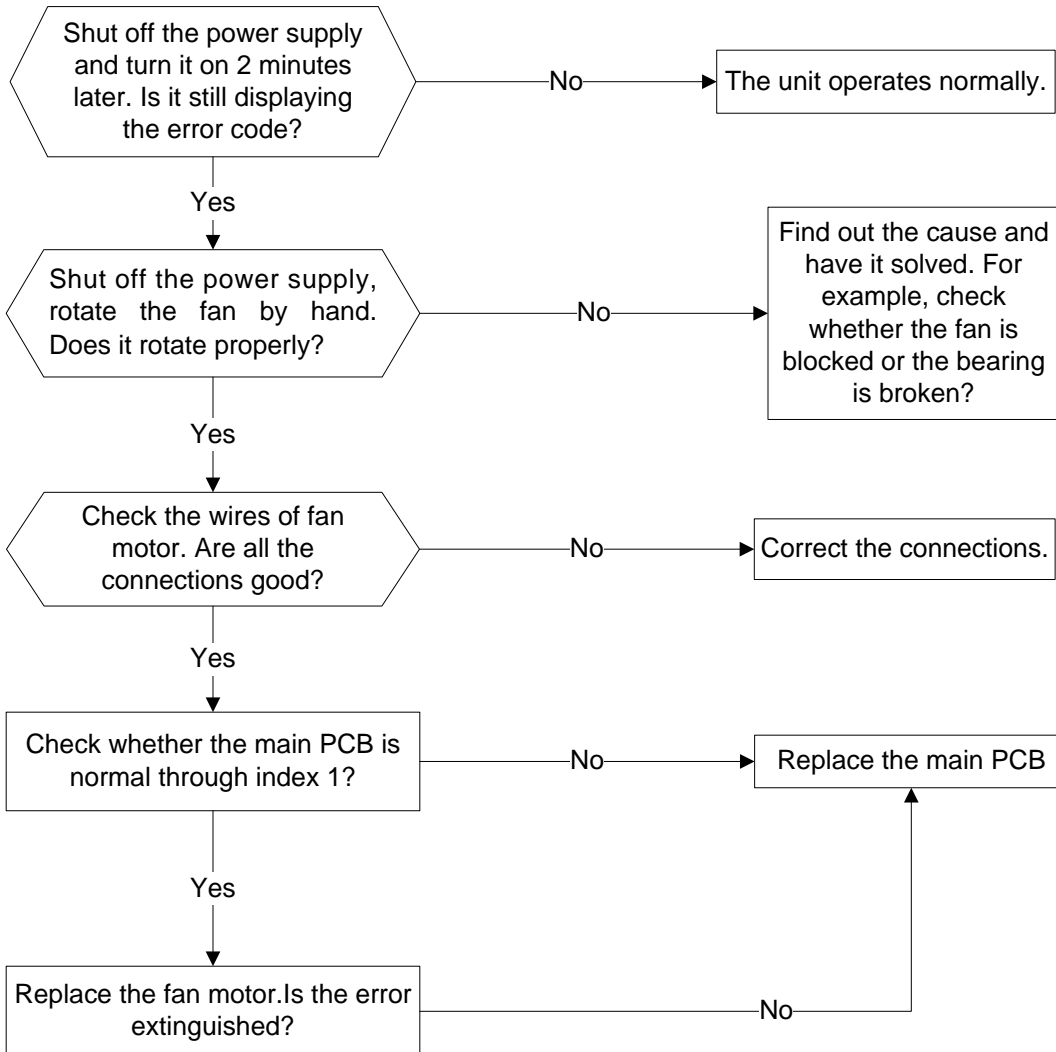 Shut off the power supply
and turn it on 2 minutes
later. Is it still displaying
the error code?
No
The unit operates normally.
Yes
Shut off the power supply,
rotate the fan by hand.
Does it rotate properly?
No
Find out the cause and
have it solved. For
example, check
whether the fan is
blocked or the bearing
is broken?
Yes
Check the wires of fan
motor. Are all the
connections good?
No
Correct the connections.
Yes
Check whether the main PCB is
normal through index 1?
No
Replace the main PCB
Yes
Replace the fan motor.Is the error
extinguished?
No